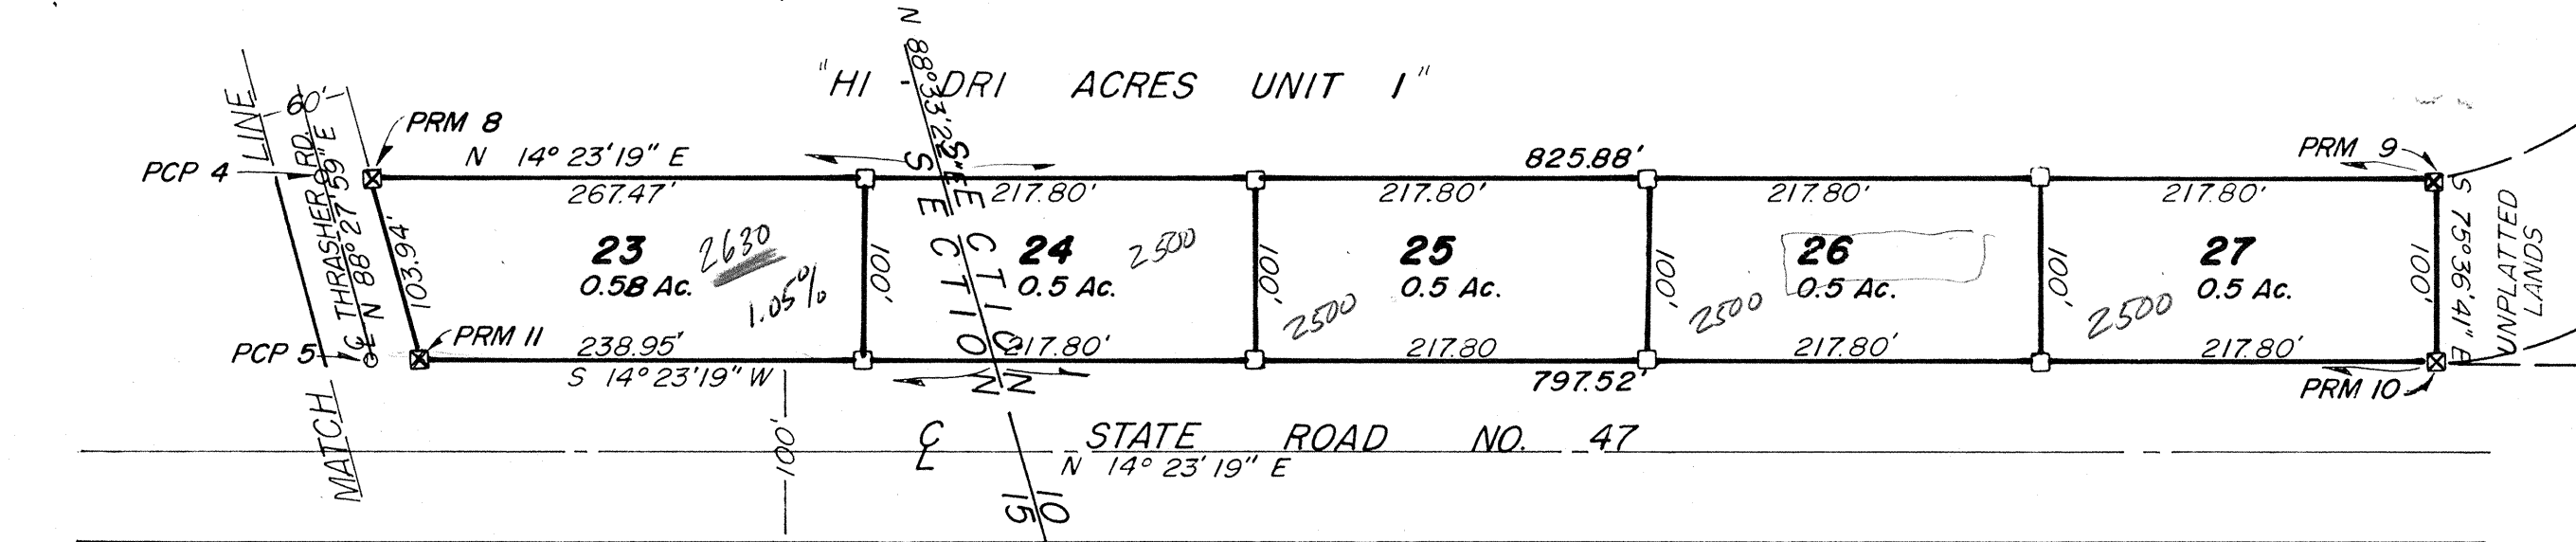 "HI - DRI ACRES UNIT 1"
N 88°33'22" E
MATCH LINE
60'
℄ THRASHER RD.
N 88° 27' 59" E
PCP 4
PRM 8
N 14° 23' 19" E
825.88'
PRM 9
267.47'
217.80'
217.80'
217.80'
217.80'
SECTION
SECTION
103.94'
23
0.58 Ac.
2630
1.05%
100'
24
0.5 Ac.
2500
100'
25
0.5 Ac.
2500
100'
26
0.5 Ac.
2500
100'
27
0.5 Ac.
2500
100'
S 75°36'41" E
UNPLATTED
LANDS
PCP 5
PRM 11
238.95'
217.80'
217.80
217.80'
217.80'
S 14° 23' 19" W
797.52'
PRM 10
100'
℄ STATE ROAD NO. 47
N 14° 23' 19" E
10
15